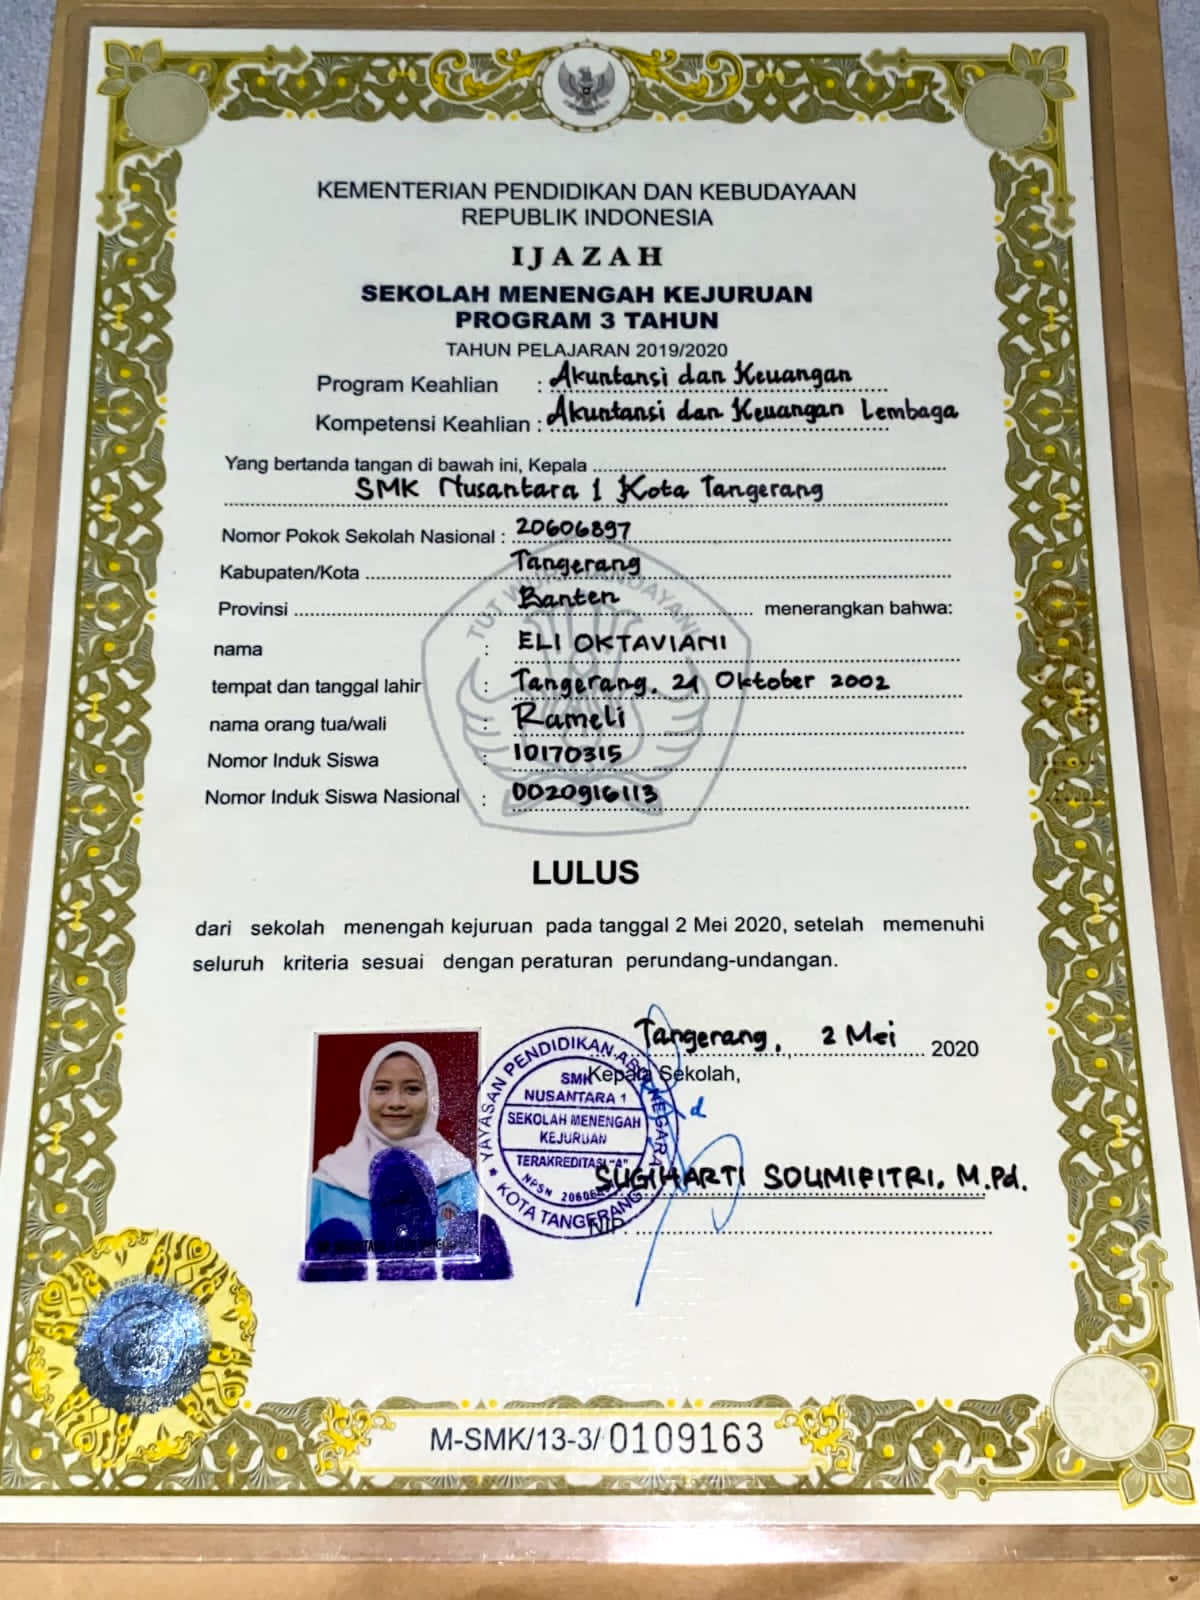 KEMENTERIAN PENDIDIKAN DAN KEBUDAYAAN
REPUBLIK INDONESIA
IJAZAH
SEKOLAH MENENGAH KEJURUAN
PROGRAM 3 TAHUN
TAHUN PELAJARAN 2019/2020
Program Keahlian : Akuntansi dan Keuangan
Kompetensi Keahlian : Akuntansi dan Keuangan Lembaga
Yang bertanda tangan di bawah ini, Kepala
SMK Nusantara 1 Kota Tangerang
Nomor Pokok Sekolah Nasional : 20606897
Kabupaten/Kota Tangerang
Provinsi Banten menerangkan bahwa:
nama : ELI OKTAVIANI
tempat dan tanggal lahir : Tangerang, 21 Oktober 2002
nama orang tua/wali : Rameli
Nomor Induk Siswa : 10170315
Nomor Induk Siswa Nasional : 0020916113
TUT WURI HANDAYANI
LULUS
dari sekolah menengah kejuruan pada tanggal 2 Mei 2020, setelah memenuhi
seluruh kriteria sesuai dengan peraturan perundang-undangan.
Tangerang, 2 Mei 2020
Kepala Sekolah,
SUGIHARTI SOUMIFITRI, M.Pd.
NIP.
YAYASAN PENDIDIKAN NEGARA
SMK
NUSANTARA 1
SEKOLAH MENENGAH
KEJURUAN
TERAKREDITASI "A"
NPSN
KOTA TANGERANG
M-SMK/13-3/ 0109163